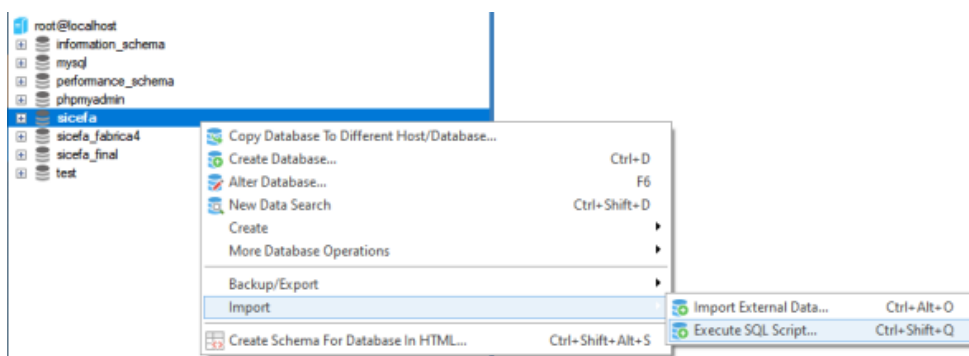 root@localhost
information_schema
mysql
performance_schema
phpmyadmin
sicefa
sicefa_fabrica4
sicefa_final
test
Copy Database To Different Host/Database...
Create Database... Ctrl+D
Alter Database... F6
New Data Search Ctrl+Shift+D
Create
More Database Operations
Backup/Export
Import
Import External Data... Ctrl+Alt+O
Execute SQL Script... Ctrl+Shift+Q
Create Schema For Database In HTML... Ctrl+Shift+Alt+S